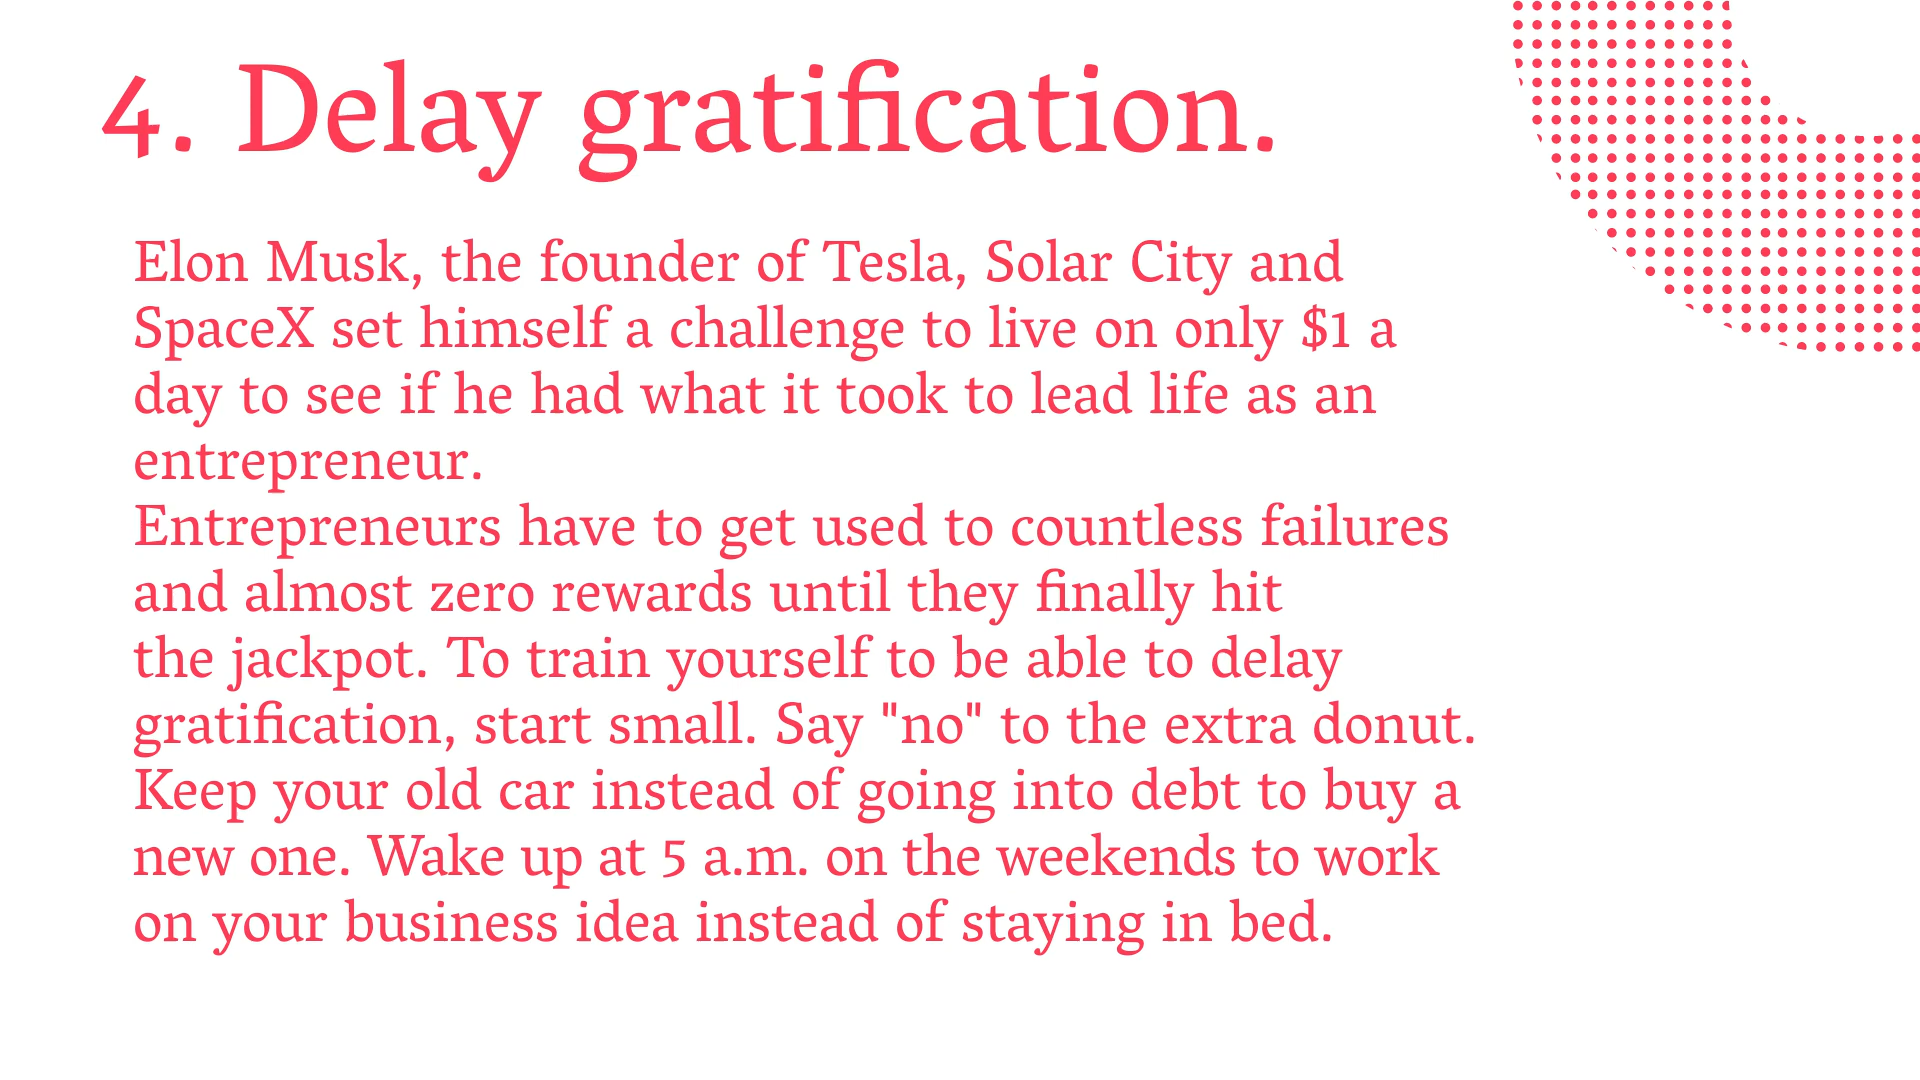 4. Delay gratification.
Elon Musk, the founder of Tesla, Solar City and
SpaceX set himself a challenge to live on only $1 a
day to see if he had what it took to lead life as an
entrepreneur.
Entrepreneurs have to get used to countless failures
and almost zero rewards until they finally hit
the jackpot. To train yourself to be able to delay
gratification, start small. Say "no" to the extra donut.
Keep your old car instead of going into debt to buy a
new one. Wake up at 5 a.m. on the weekends to work
on your business idea instead of staying in bed.